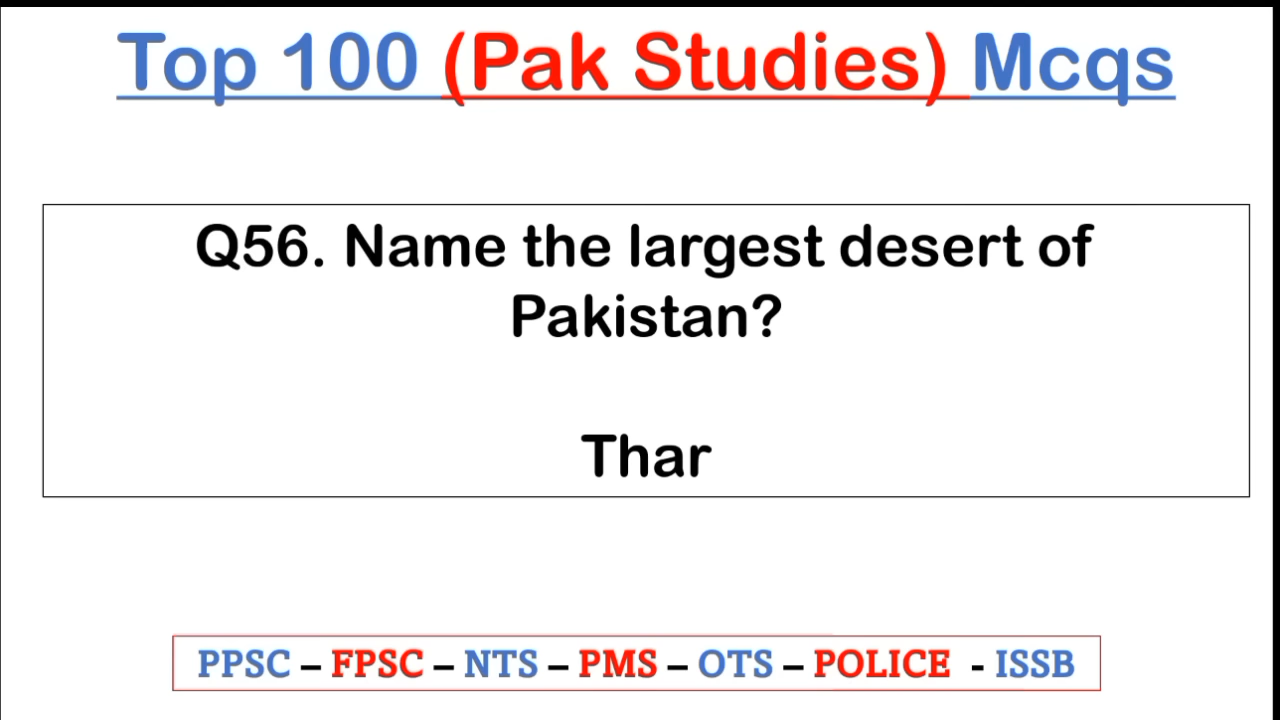 Top 100 (Pak Studies) Mcqs
Q56. Name the largest desert of
Pakistan?
Thar
PPSC – FPSC – NTS – PMS – OTS – POLICE - ISSB